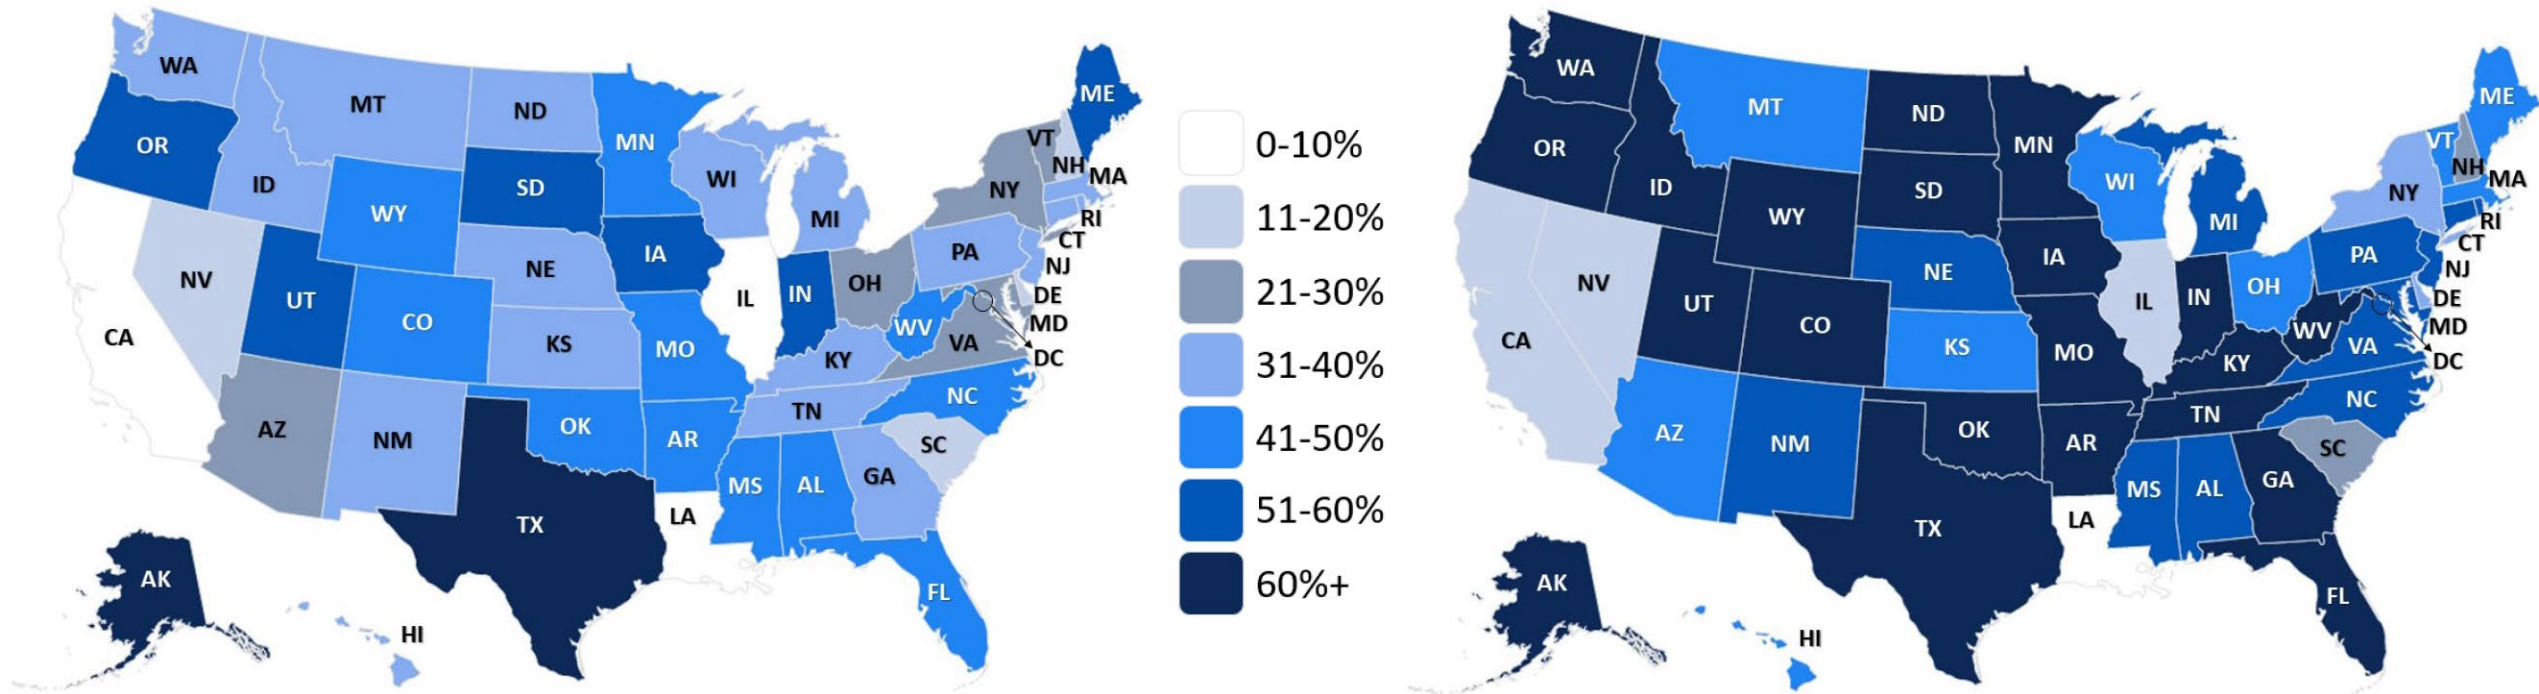 WA
MT
ND
MN
OR
ID
WY
SD
WI
MI
NY
VT
NH
ME
MA
RI
CT
NJ
PA
IA
NE
NV
UT
CO
CA
IL
IN
OH
DE
MD
DC
WV
VA
KY
KS
MO
TN
NC
AZ
NM
OK
AR
SC
MS
AL
GA
TX
LA
FL
AK
HI
0-10%
11-20%
21-30%
31-40%
41-50%
51-60%
60%+
WA
MT
ND
MN
OR
ID
WY
SD
WI
MI
NY
VT
NH
ME
MA
RI
CT
NJ
PA
IA
NE
NV
UT
CO
CA
IL
IN
OH
DE
MD
DC
WV
VA
KY
KS
MO
TN
NC
AZ
NM
OK
AR
SC
MS
AL
GA
TX
LA
FL
AK
HI